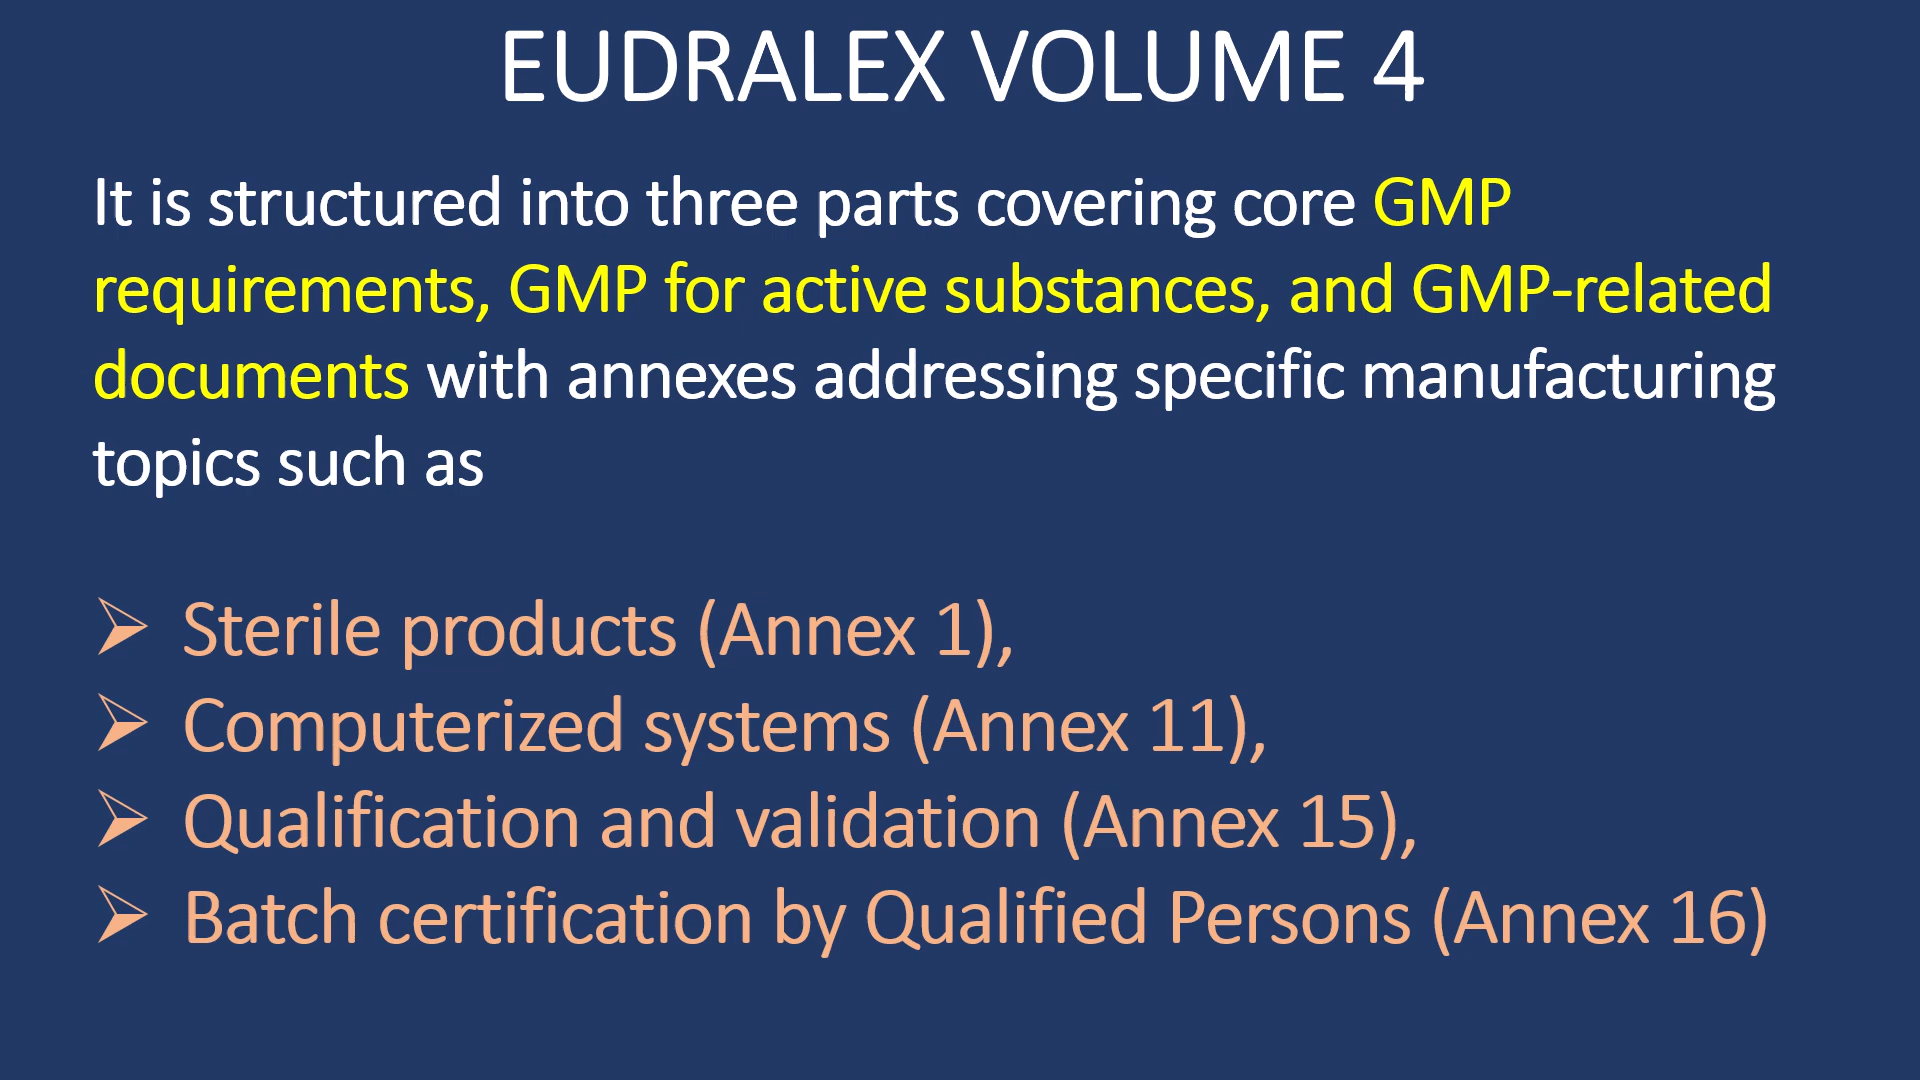 EUDRALEX VOLUME 4
It is structured into three parts covering core GMP
requirements, GMP for active substances, and GMP-related
documents with annexes addressing specific manufacturing
topics such as
➢ Sterile products (Annex 1),
➢ Computerized systems (Annex 11),
➢ Qualification and validation (Annex 15),
➢ Batch certification by Qualified Persons (Annex 16)